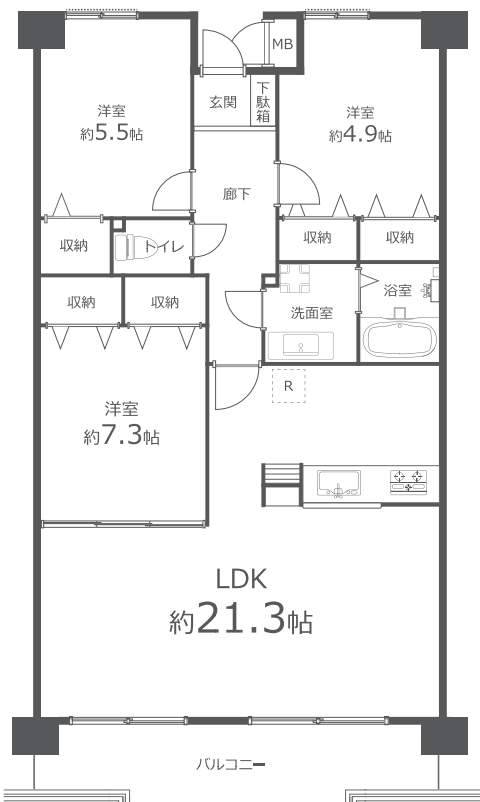 MB
玄関
下駄箱
洋室
約5.5帖
洋室
約4.9帖
廊下
収納
トイレ
収納
収納
収納
収納
洗面室
浴室
R
洋室
約7.3帖
LDK
約21.3帖
バルコニー